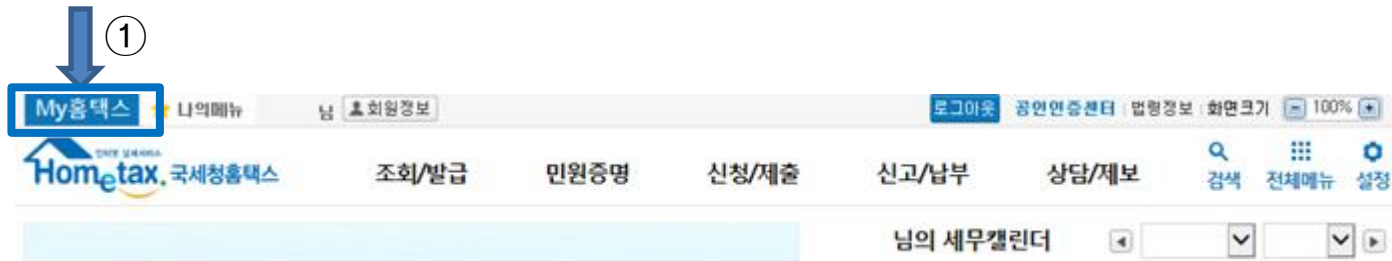 ①
My홈택스 나의메뉴 님 회원정보 로그아웃 공인인증센터 법령정보 화면크기 100%
Hometax. 국세청홈택스 조회/발급 민원증명 신청/제출 신고/납부 상담/제보 검색 전체메뉴 설정
님의 세무캘린더